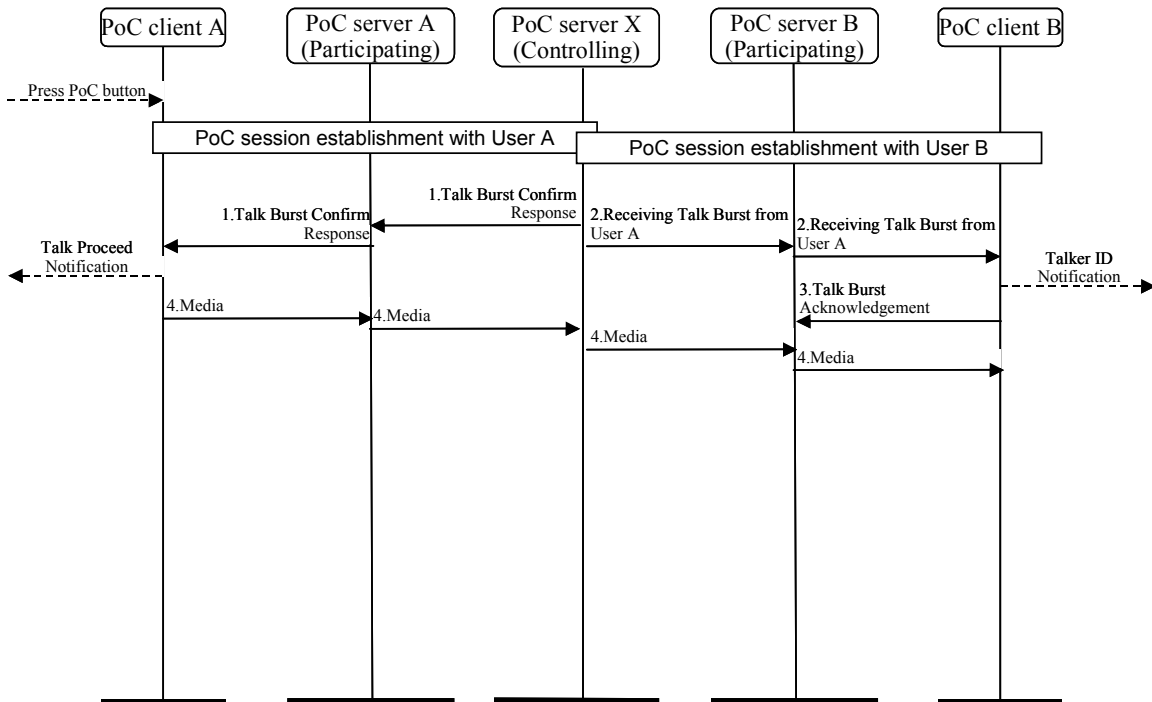 PoC client A
PoC server A
(Participating)
PoC server X
(Controlling)
PoC server B
(Participating)
PoC client B
Press PoC button
PoC session establishment with User A
PoC session establishment with User B
1.Talk Burst Confirm
Response
1.Talk Burst Confirm
Response
2.Receiving Talk Burst from
User A
2.Receiving Talk Burst from
User A
Talk Proceed
Notification
Talker ID
Notification
3.Talk Burst
Acknowledgement
4.Media
4.Media
4.Media
4.Media